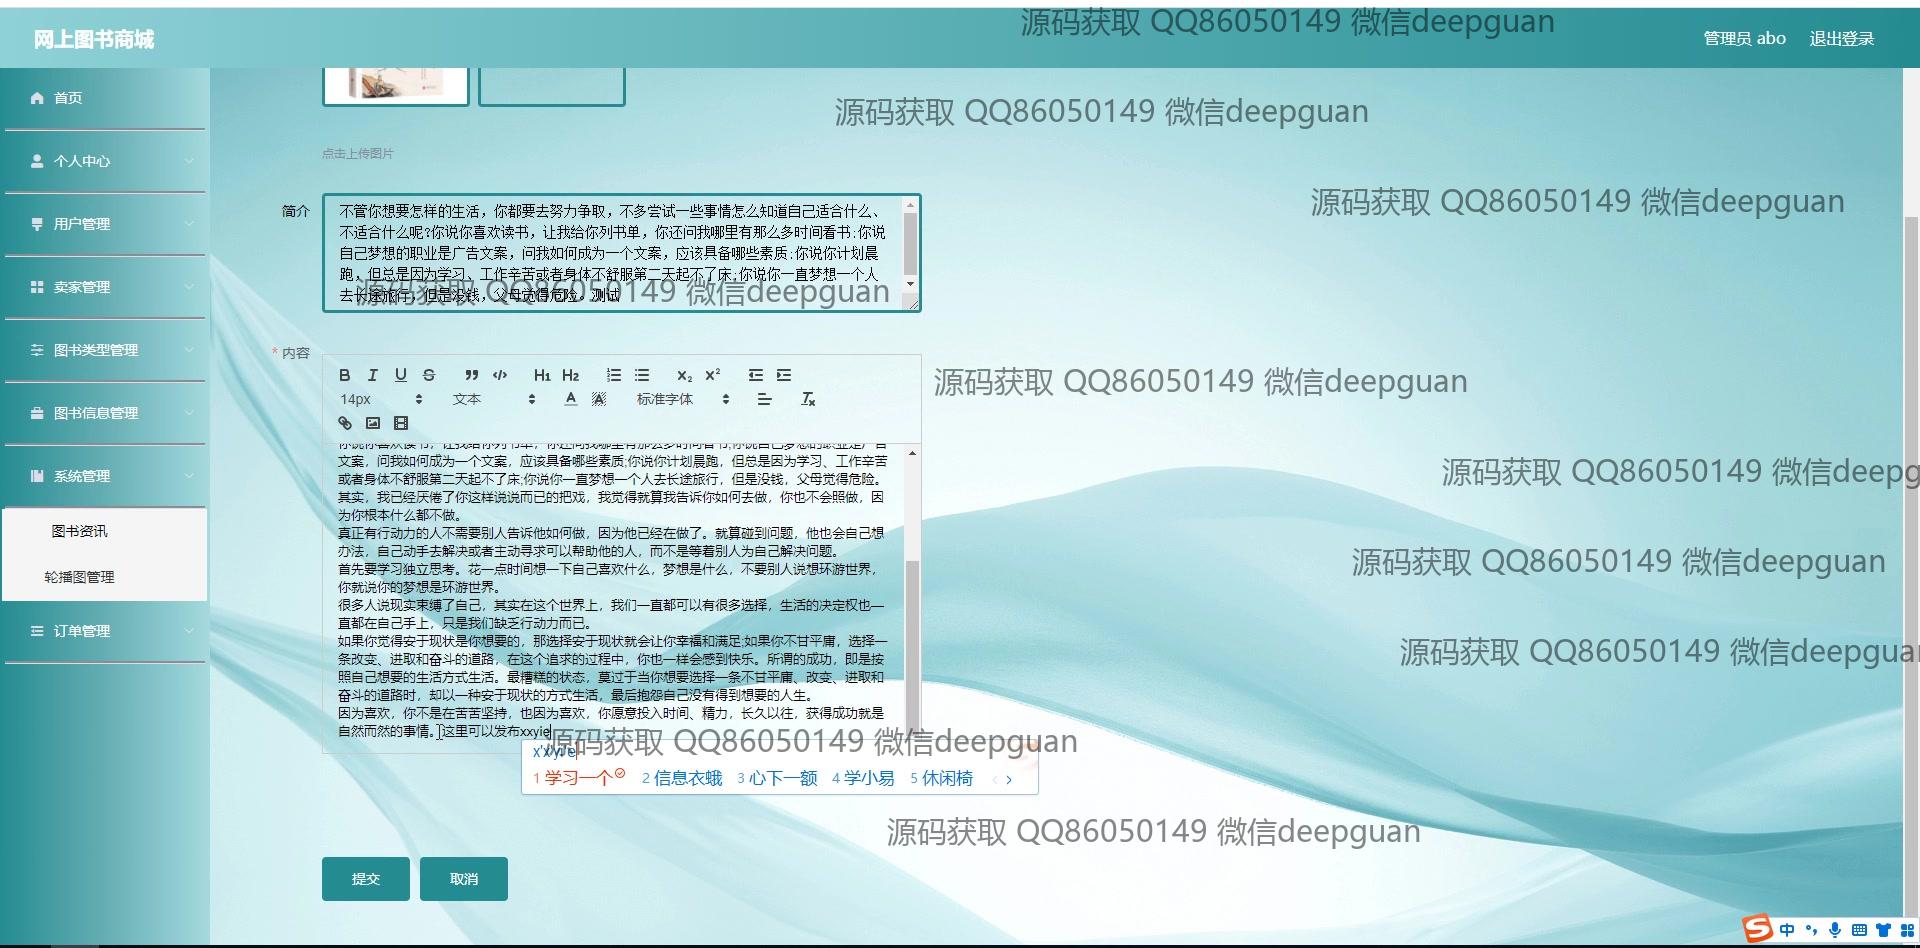 源码获取 QQ86050149 微信deepguan
网上图书商城
管理员 abo
退出登录
首页
个人中心
用户管理
卖家管理
图书类型管理
图书信息管理
系统管理
图书资讯
轮播图管理
订单管理
源码获取 QQ86050149 微信deepguan
点击上传图片
源码获取 QQ86050149 微信deepguan
简介
不管你想要怎样的生活，你都要去努力争取，不多尝试一些事情怎么知道自己适合什么、
不适合什么呢?你说你喜欢读书，让我给你列书单，你还问我哪里有那么多时间看书;你说
自己梦想的职业是广告文案，问我如何成为一个文案，应该具备哪些素质;你说你计划晨
跑，但总是因为学习、工作辛苦或者身体不舒服第二天起不了床;你说你一直梦想一个人
去长途旅行，但是没钱，父母觉得危险。测试
源码获取 QQ86050149 微信deepguan
* 内容
B I U S H1 H2 X2 X2
14px 文本 A 标准字体
源码获取 QQ86050149 微信deepguan
你说你喜欢读书，让我给你列书单，你还问我哪里有那么多时间看书;你说自己梦想的职业是广告
文案，问我如何成为一个文案，应该具备哪些素质;你说你计划晨跑，但总是因为学习、工作辛苦
或者身体不舒服第二天起不了床;你说你一直梦想一个人去长途旅行，但是没钱，父母觉得危险。
其实，我已经厌倦了你这样说说而已的把戏，我觉得就算我告诉你如何去做，你也不会照做，因
为你根本什么都不做。
真正有行动力的人不需要别人告诉他如何做，因为他已经在做了。就算碰到问题，他也会自己想
办法，自己动手去解决或者主动寻求可以帮助他的人，而不是等着别人为自己解决问题。
首先要学习独立思考。花一点时间想一下自己喜欢什么，梦想是什么，不要别人说想环游世界，
你就说你的梦想是环游世界。
很多人说现实束缚了自己，其实在这个世界上，我们一直都可以有很多选择，生活的决定权也一
直都在自己手上，只是我们缺乏行动力而已。
如果你觉得安于现状是你想要的，那选择安于现状就会让你幸福和满足;如果你不甘平庸，选择一
条改变、进取和奋斗的道路，在这个追求的过程中，你也一样会感到快乐。所谓的成功，即是按
照自己想要的生活方式生活。最糟糕的状态，莫过于当你想要选择一条不甘平庸、改变、进取和
奋斗的道路时，却以一种安于现状的方式生活，最后抱怨自己没有得到想要的人生。
因为喜欢，你不是在苦苦坚持，也因为喜欢，你愿意投入时间、精力，长久以往，获得成功就是
自然而然的事情。这里可以发布xxyie
源码获取 QQ86050149 微信deepg
源码获取 QQ86050149 微信deepguan
源码获取 QQ86050149 微信deepgua
源码获取 QQ86050149 微信deepguan
x'x'yi'e
1 学习一个 2 信息衣蛾 3 心下一额 4 学小易 5 休闲椅
源码获取 QQ86050149 微信deepguan
提交
取消
S 中